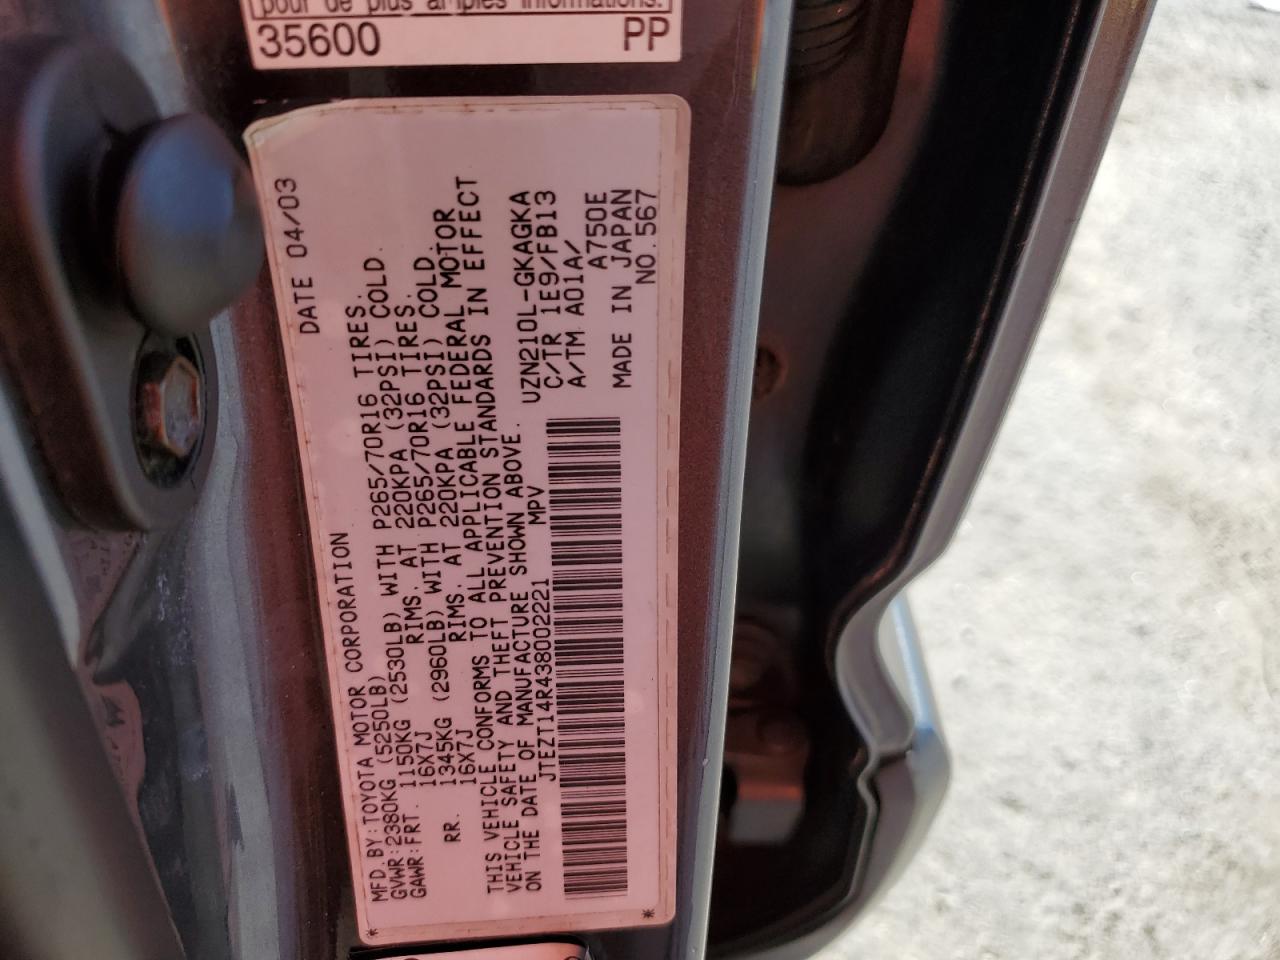 pour de plus amples informations.
35600 PP
DATE 04/03
MFD. BY: TOYOTA MOTOR CORPORATION
GVWR: 2380KG (5250LB)
GAWR: FRT. 1150KG (2530LB) WITH P265/70R16 TIRES.
16X7J RIMS. AT 220KPA (32PSI) COLD.
RR. 1345KG (2960LB) WITH P265/70R16 TIRES.
16X7J RIMS. AT 220KPA (32PSI) COLD.
THIS VEHICLE CONFORMS TO ALL APPLICABLE FEDERAL MOTOR
VEHICLE SAFETY AND THEFT PREVENTION STANDARDS IN EFFECT
ON THE DATE OF MANUFACTURE SHOWN ABOVE.
JTEZT14R438002221 MPV
UZN210L-GKAGKA
C/TR 1E9/FB13
A/TM A01A/
A750E
MADE IN JAPAN
NO.567